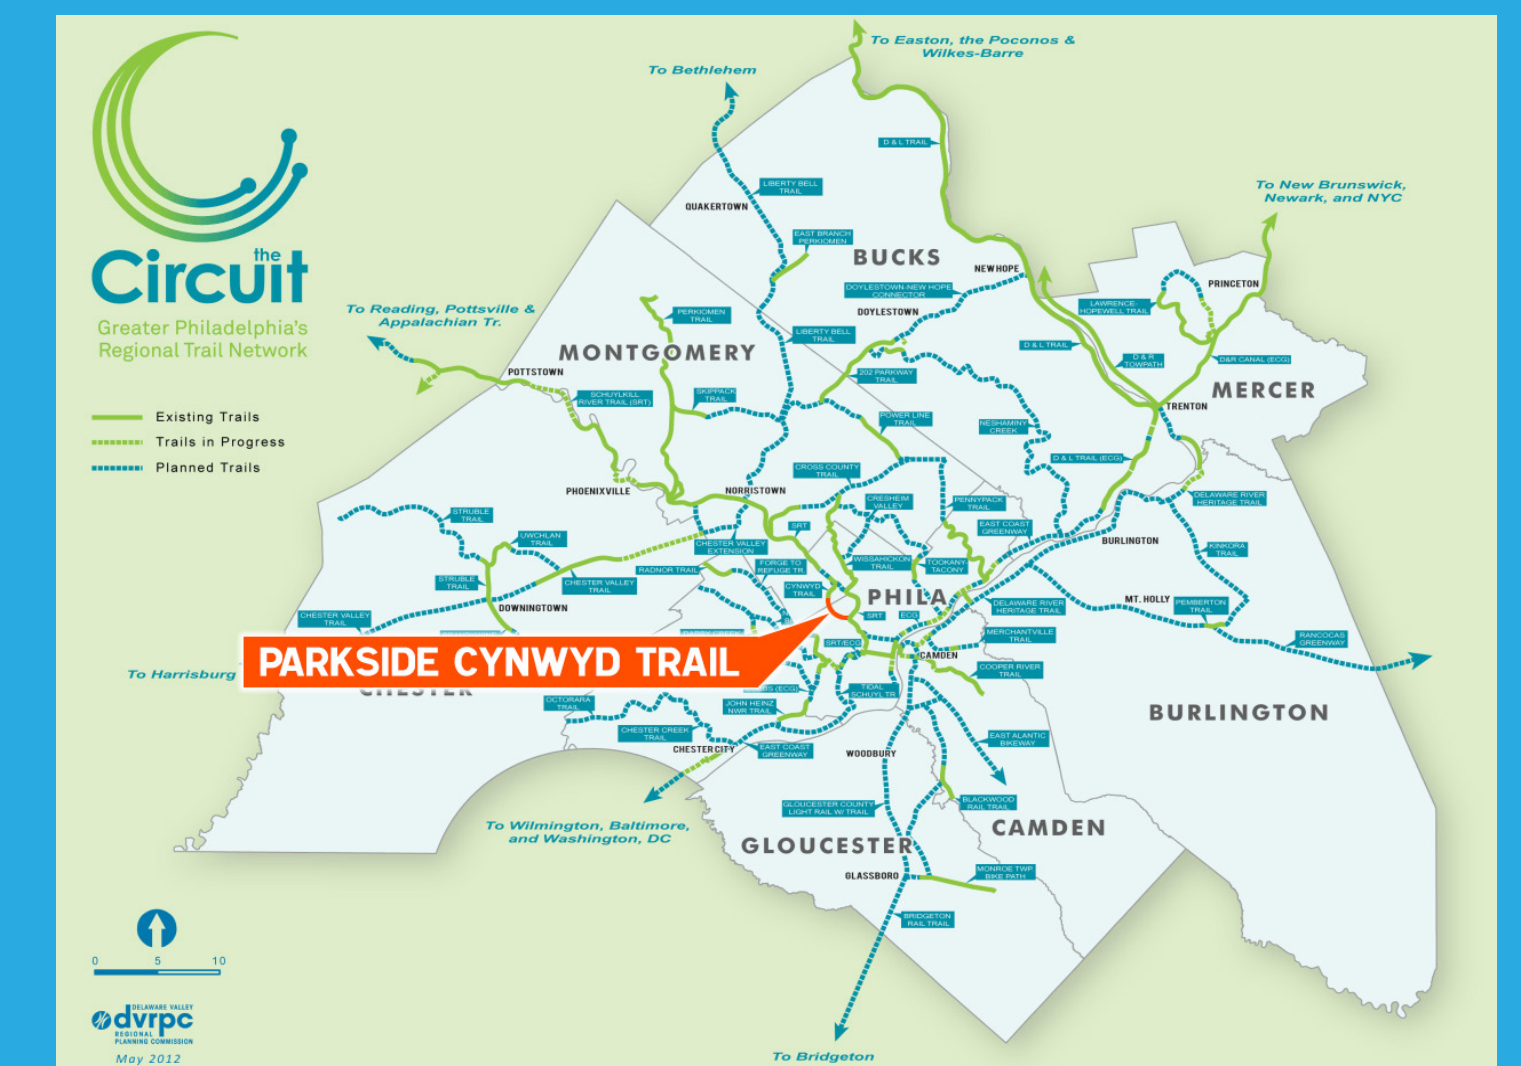 To Easton, the Poconos &
Wilkes-Barre
To Bethlehem
D & L TRAIL
LIBERTY BELL
TRAIL
To New Brunswick,
Newark, and NYC
QUAKERTOWN
EAST BRANCH
PERKIOMEN
BUCKS
the
Circuit
Greater Philadelphia's
Regional Trail Network
NEW HOPE
DOYLESTOWN-NEW HOPE
CONNECTOR
PRINCETON
LAWRENCE-
HOPEWELL TRAIL
To Reading, Pottsville &
Appalachian Tr.
PERKIOMEN
TRAIL
DOYLESTOWN
LIBERTY BELL
TRAIL
D & L TRAIL
D & R
TOWPATH
D&R CANAL (ECG)
MONTGOMERY
POTTSTOWN
202 PARKWAY
TRAIL
MERCER
SCHUYLKILL
RIVER TRAIL (SRT)
SKIPPACK
TRAIL
TRENTON
Existing Trails
Trails in Progress
Planned Trails
POWER LINE
TRAIL
NESHAMINY
CREEK
D & L TRAIL (ECG)
CROSS COUNTY
TRAIL
PHOENIXVILLE
NORRISTOWN
CRESHEIM
VALLEY
PENNYPACK
TRAIL
DELAWARE RIVER
HERITAGE TRAIL
STRUBLE
TRAIL
SRT
EAST COAST
GREENWAY
UWCHLAN
TRAIL
CHESTER VALLEY
EXTENSION
BURLINGTON
KINKORA
TRAIL
RADNOR TRAIL
FORGE TO
REFUGE TR.
WISSAHICKON
TRAIL
TOOKANY-
TACONY
STRUBLE
TRAIL
CHESTER VALLEY
TRAIL
CYNWYD
TRAIL
PHILA
DOWNINGTOWN
CHESTER VALLEY
TRAIL
SRT
ECG
DELAWARE RIVER
HERITAGE TRAIL
MT. HOLLY
PEMBERTON
TRAIL
MERCHANTVILLE
TRAIL
RANCOCAS
GREENWAY
SRT/ECG
CAMDEN
PARKSIDE CYNWYD TRAIL
COOPER RIVER
TRAIL
To Harrisburg
CHESTER
(ECG)
TIDAL
SCHUYL TR.
OCTORARA
TRAIL
JOHN HEINZ
NWR TRAIL
BURLINGTON
CHESTER CREEK
TRAIL
CHESTER CITY
EAST COAST
GREENWAY
WOODBURY
EAST ALANTIC
BIKEWAY
GLOUCESTER COUNTY
LIGHT RAIL W/ TRAIL
BLACKWOOD
RAIL TRAIL
To Wilmington, Baltimore,
and Washington, DC
CAMDEN
GLOUCESTER
GLASSBORO
MONROE TWP
BIKE PATH
BRIDGETON
RAIL TRAIL
0 5 10
DELAWARE VALLEY
dvrpc
REGIONAL
PLANNING COMMISSION
May 2012
To Bridgeton